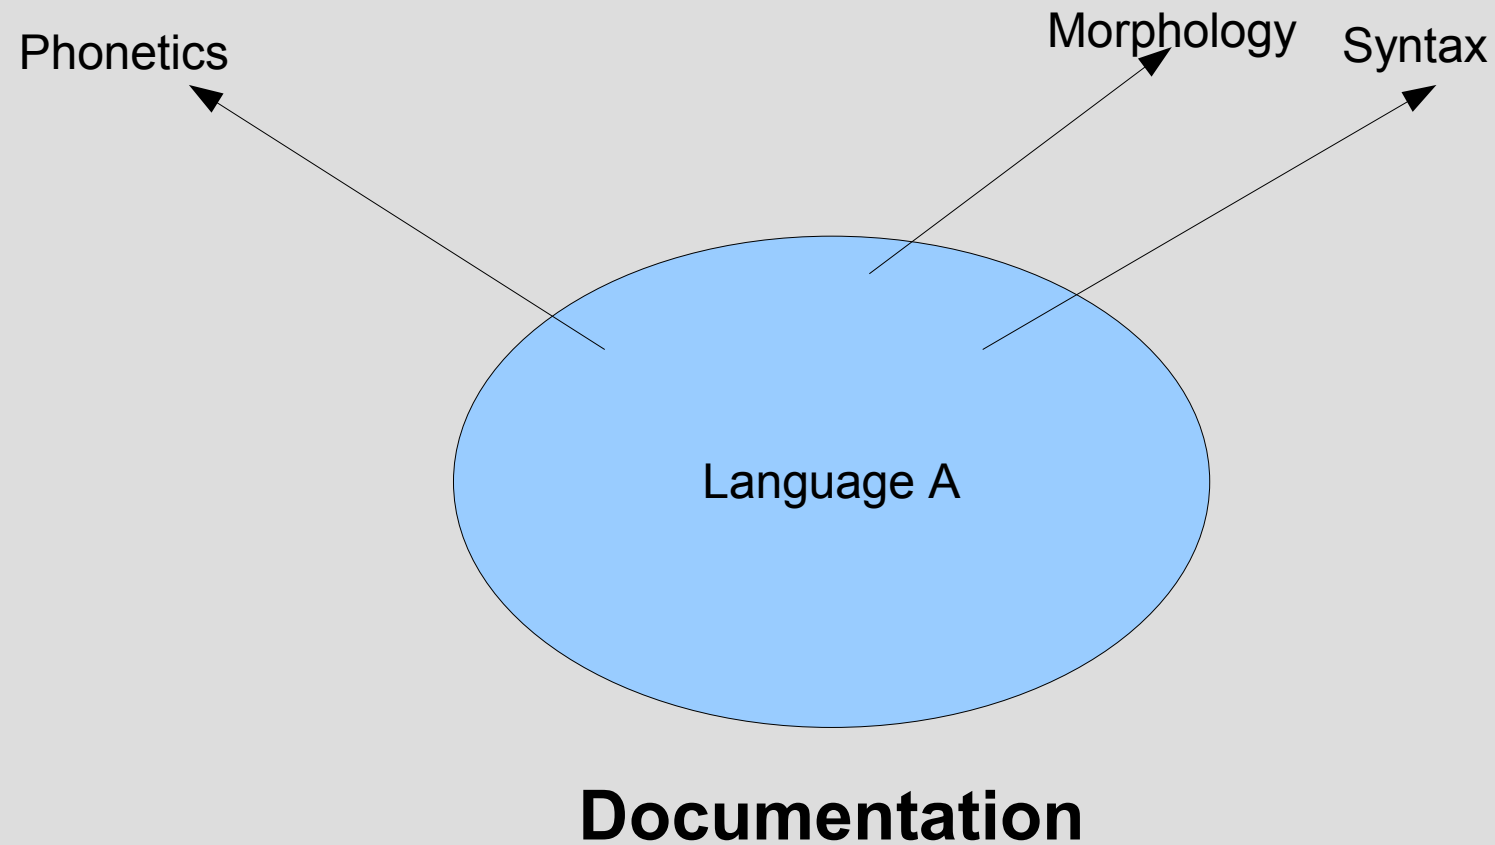 Phonetics
Morphology
Syntax
Language A
Documentation